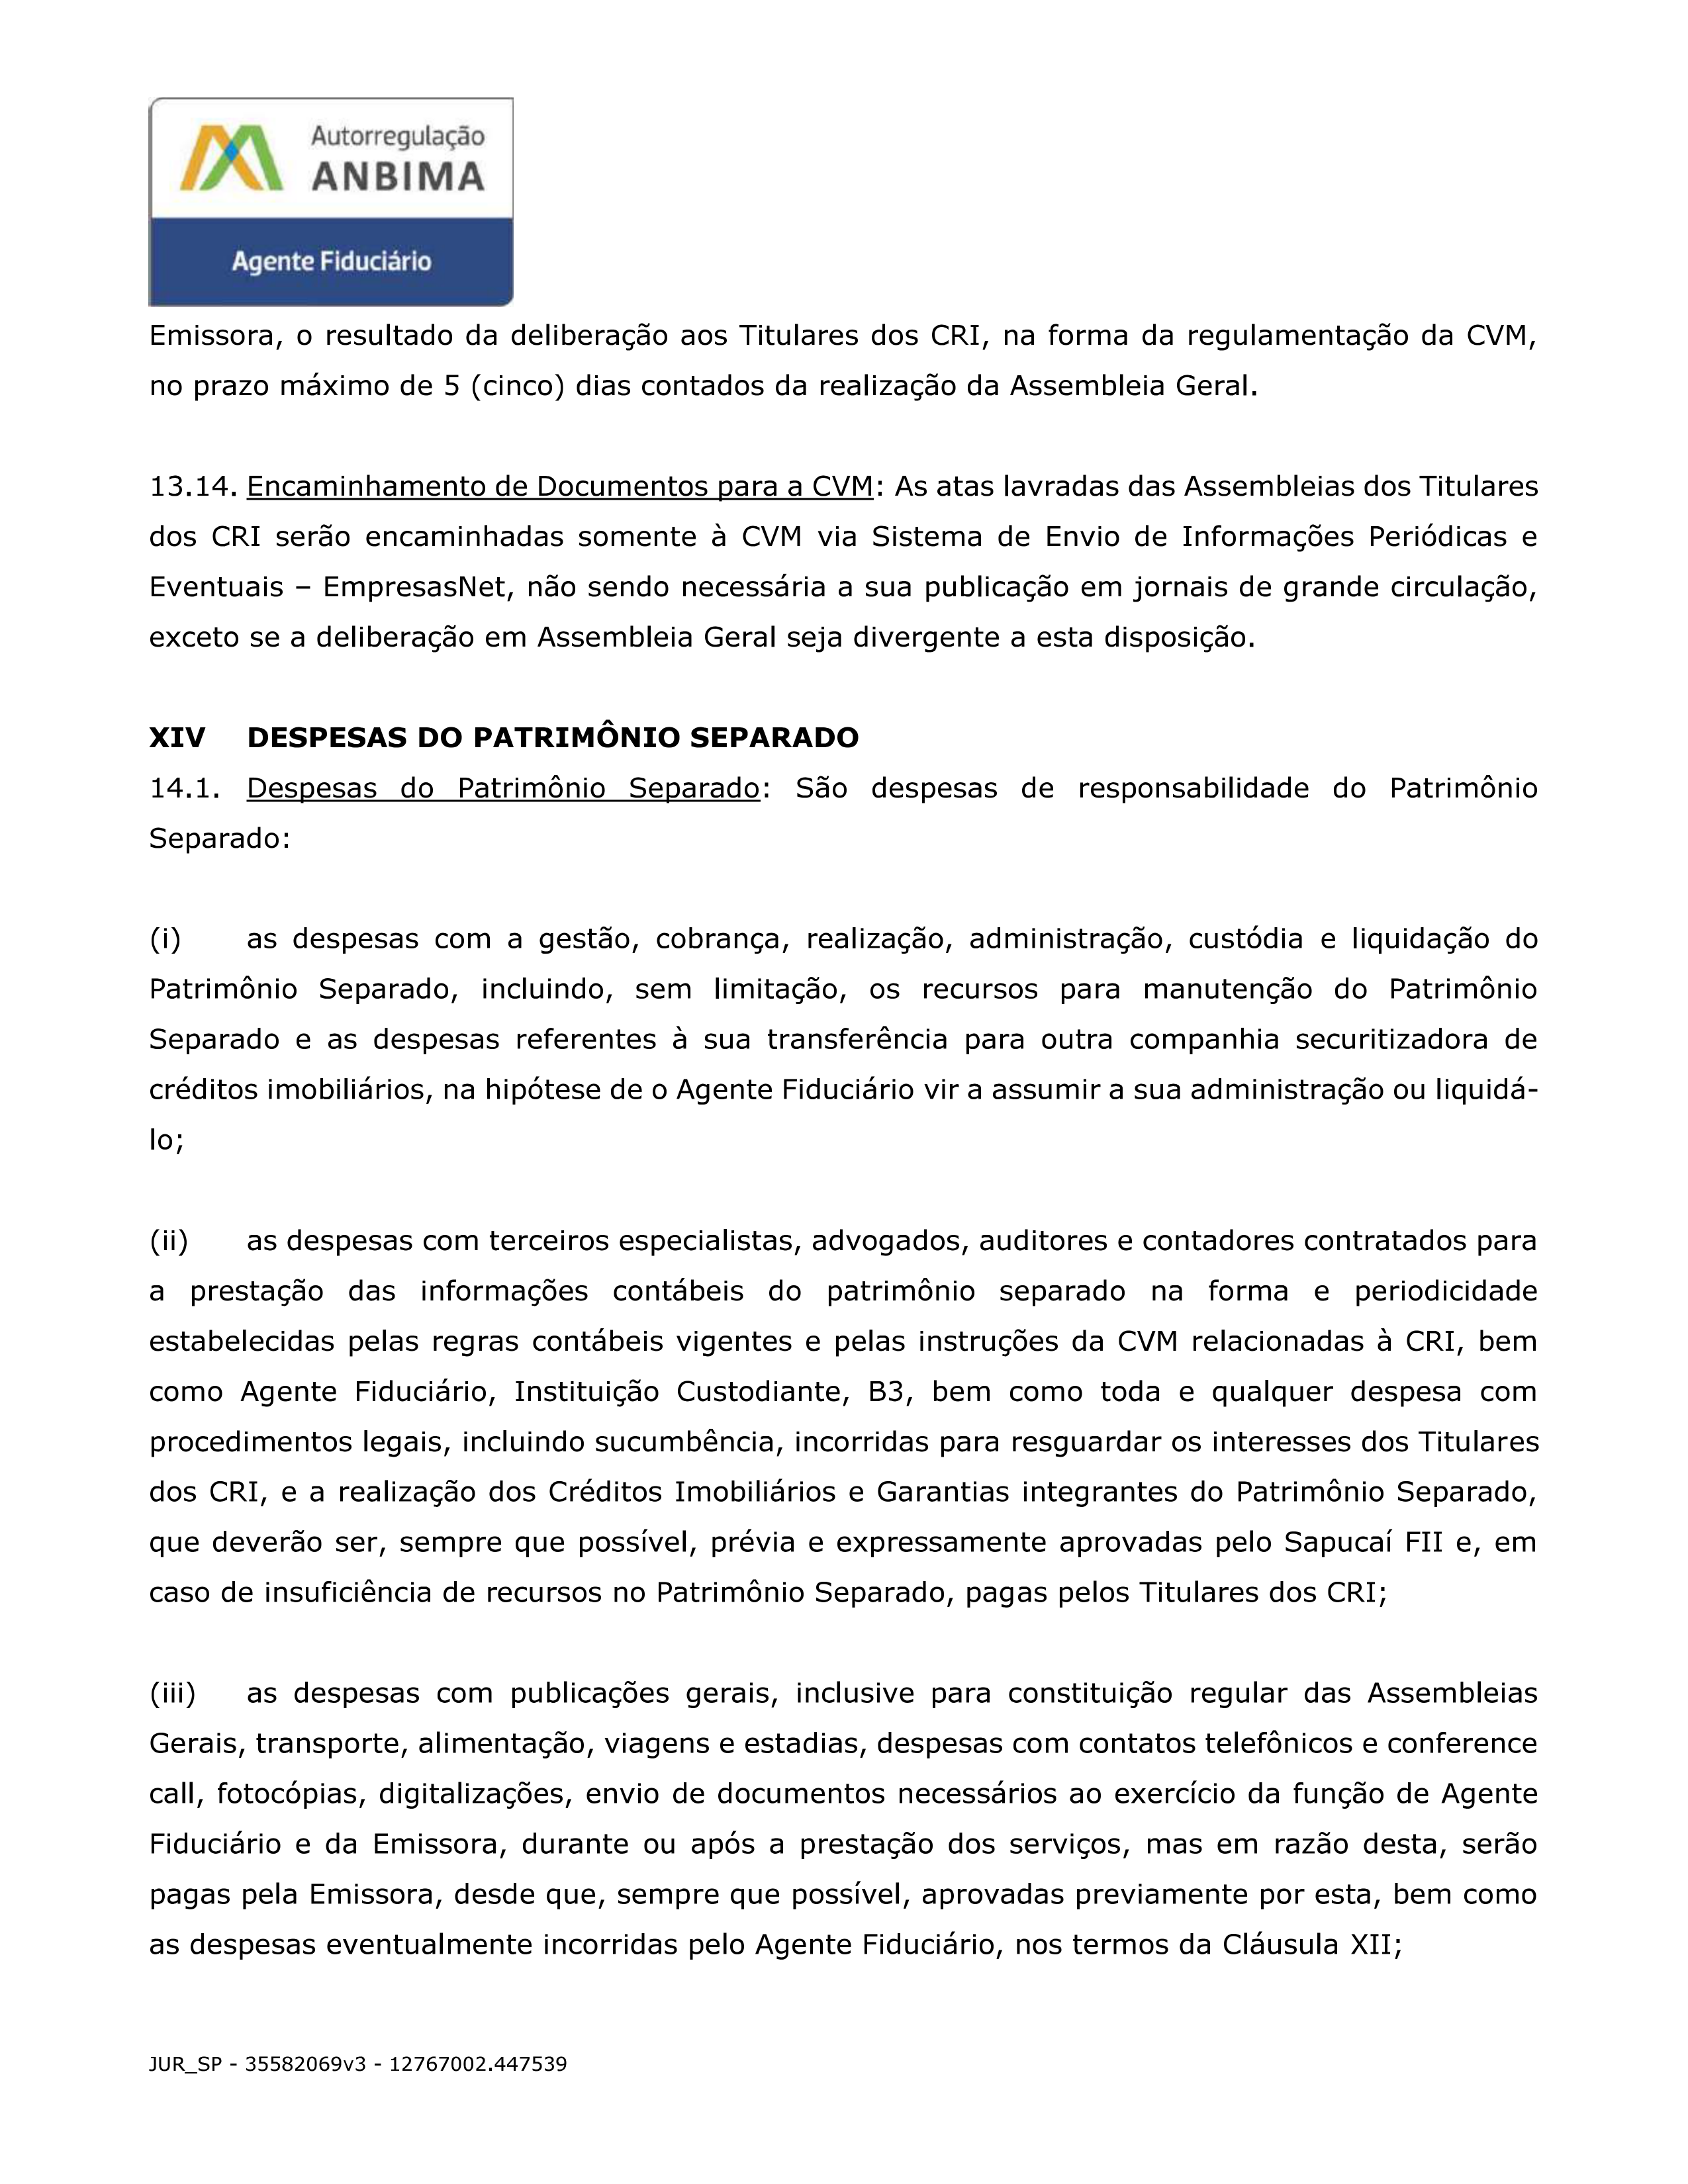 Autorregulação
ANBIMA
Agente Fiduciário
Emissora, o resultado da deliberação aos Titulares dos CRI, na forma da regulamentação da CVM,
no prazo máximo de 5 (cinco) dias contados da realização da Assembleia Geral.
13.14. Encaminhamento de Documentos para a CVM: As atas lavradas das Assembleias dos Titulares
dos CRI serão encaminhadas somente à CVM via Sistema de Envio de Informações Periódicas e
Eventuais – EmpresasNet, não sendo necessária a sua publicação em jornais de grande circulação,
exceto se a deliberação em Assembleia Geral seja divergente a esta disposição.
XIV DESPESAS DO PATRIMÔNIO SEPARADO
14.1. Despesas do Patrimônio Separado: São despesas de responsabilidade do Patrimônio
Separado:
(i) as despesas com a gestão, cobrança, realização, administração, custódia e liquidação do
Patrimônio Separado, incluindo, sem limitação, os recursos para manutenção do Patrimônio
Separado e as despesas referentes à sua transferência para outra companhia securitizadora de
créditos imobiliários, na hipótese de o Agente Fiduciário vir a assumir a sua administração ou liquidá-
lo;
(ii) as despesas com terceiros especialistas, advogados, auditores e contadores contratados para
a prestação das informações contábeis do patrimônio separado na forma e periodicidade
estabelecidas pelas regras contábeis vigentes e pelas instruções da CVM relacionadas à CRI, bem
como Agente Fiduciário, Instituição Custodiante, B3, bem como toda e qualquer despesa com
procedimentos legais, incluindo sucumbência, incorridas para resguardar os interesses dos Titulares
dos CRI, e a realização dos Créditos Imobiliários e Garantias integrantes do Patrimônio Separado,
que deverão ser, sempre que possível, prévia e expressamente aprovadas pelo Sapucaí FII e, em
caso de insuficiência de recursos no Patrimônio Separado, pagas pelos Titulares dos CRI;
(iii) as despesas com publicações gerais, inclusive para constituição regular das Assembleias
Gerais, transporte, alimentação, viagens e estadias, despesas com contatos telefônicos e conference
call, fotocópias, digitalizações, envio de documentos necessários ao exercício da função de Agente
Fiduciário e da Emissora, durante ou após a prestação dos serviços, mas em razão desta, serão
pagas pela Emissora, desde que, sempre que possível, aprovadas previamente por esta, bem como
as despesas eventualmente incorridas pelo Agente Fiduciário, nos termos da Cláusula XII;
JUR_SP - 35582069v3 - 12767002.447539